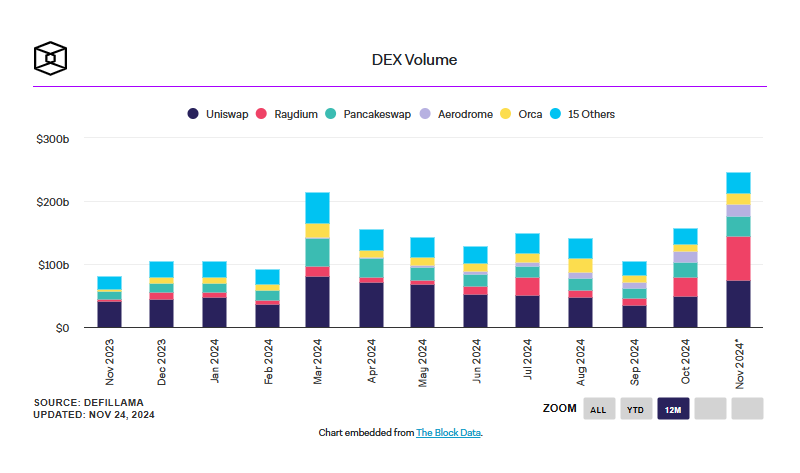 DEX Volume
Uniswap Raydium Pancakeswap Aerodrome Orca 15 Others
$300b
$200b
$100b
$0
Nov 2023 Dec 2023 Jan 2024 Feb 2024 Mar 2024 Apr 2024 May 2024 Jun 2024 Jul 2024 Aug 2024 Sep 2024 Oct 2024 Nov 2024*
SOURCE: DEFILLAMA
UPDATED: NOV 24, 2024
ZOOM ALL YTD 12M
Chart embedded from The Block Data.